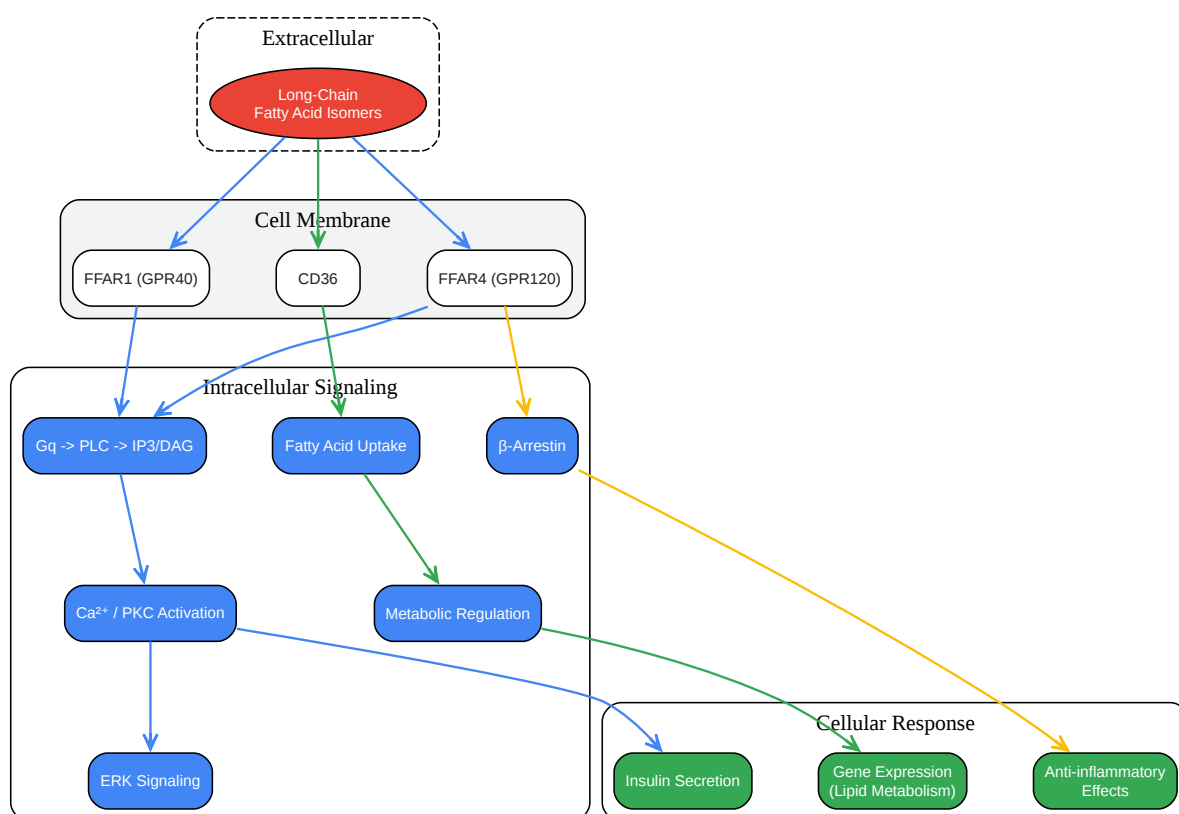 Extracellular
Long-Chain
Fatty Acid Isomers
Cell Membrane
FFAR1 (GPR40)
CD36
FFAR4 (GPR120)
Intracellular Signaling
Gq -> PLC -> IP3/DAG
Fatty Acid Uptake
β-Arrestin
Ca²⁺ / PKC Activation
Metabolic Regulation
Cellular Response
ERK Signaling
Insulin Secretion
Gene Expression
(Lipid Metabolism)
Anti-inflammatory
Effects